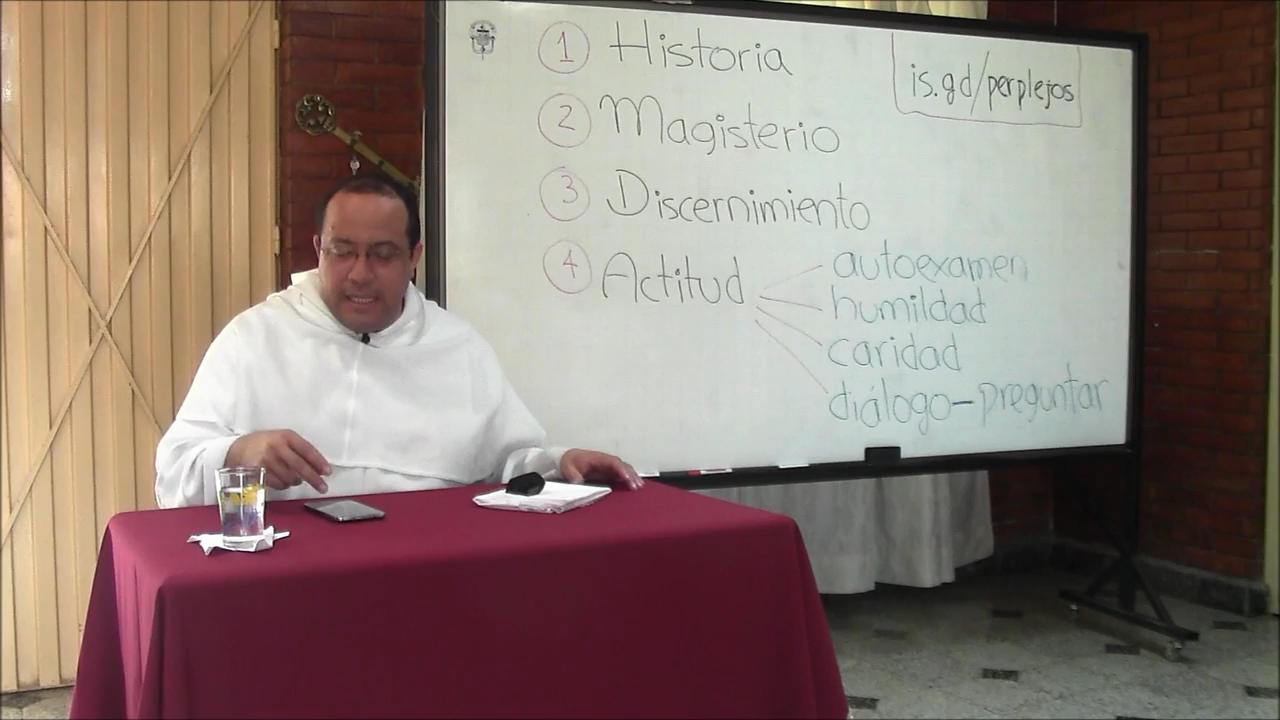 1 Historia
is.gd/perplejos
2 Magisterio
3 Discernimiento
4 Actitud
autoexamen
humildad
caridad
diálogo-preguntar